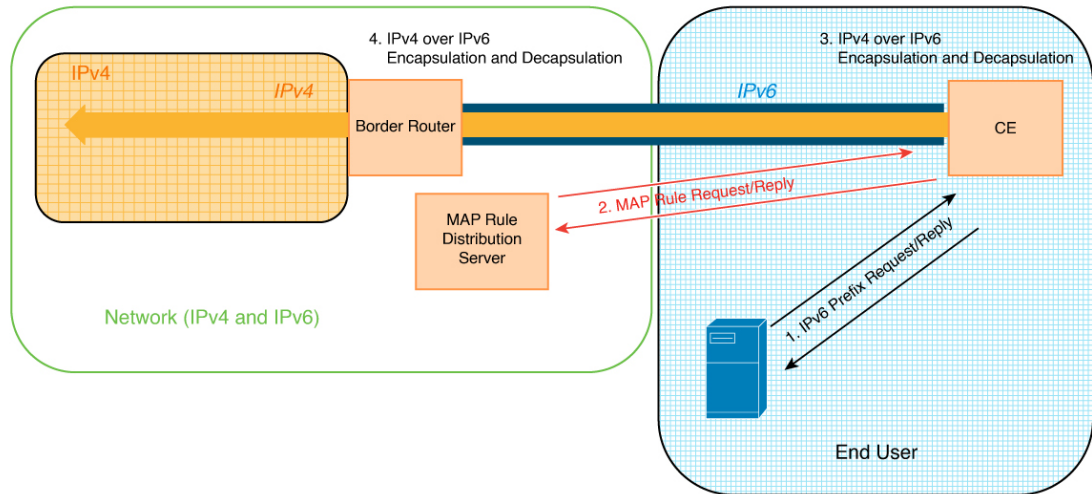 4. IPv4 over IPv6
Encapsulation and Decapsulation
3. IPv4 over IPv6
Encapsulation and Decapsulation
IPv4
IPv4
Border Router
IPv6
CE
2. MAP Rule Request/Reply
MAP Rule
Distribution
Server
1. IPv6 Prefix Request/Reply
Network (IPv4 and IPv6)
End User